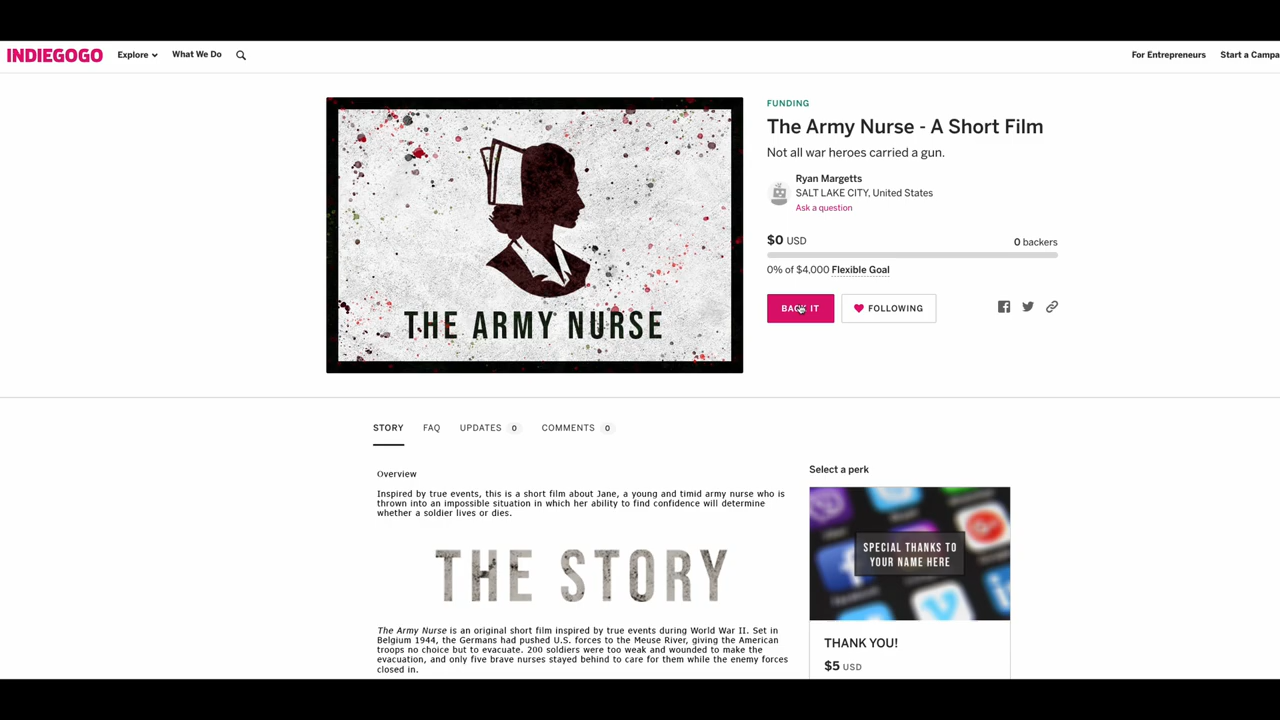 INDIEGOGO
Explore
What We Do
For Entrepreneurs
Start a Campa
THE ARMY NURSE
FUNDING
The Army Nurse - A Short Film
Not all war heroes carried a gun.
Ryan Margetts
SALT LAKE CITY, United States
Ask a question
$0 USD
0 backers
0% of $4,000 Flexible Goal
BACK IT
FOLLOWING
STORY
FAQ
UPDATES 0
COMMENTS 0
Overview
Inspired by true events, this is a short film about Jane, a young and timid army nurse who is
thrown into an impossible situation in which her ability to find confidence will determine
whether a soldier lives or dies.
THE STORY
The Army Nurse is an original short film inspired by true events during World War II. Set in
Belgium 1944, the Germans had pushed U.S. forces to the Meuse River, giving the American
troops no choice but to evacuate. 200 soldiers were too weak and wounded to make the
evacuation, and only five brave nurses stayed behind to care for them while the enemy forces
closed in.
Select a perk
SPECIAL THANKS TO
YOUR NAME HERE
THANK YOU!
$5 USD